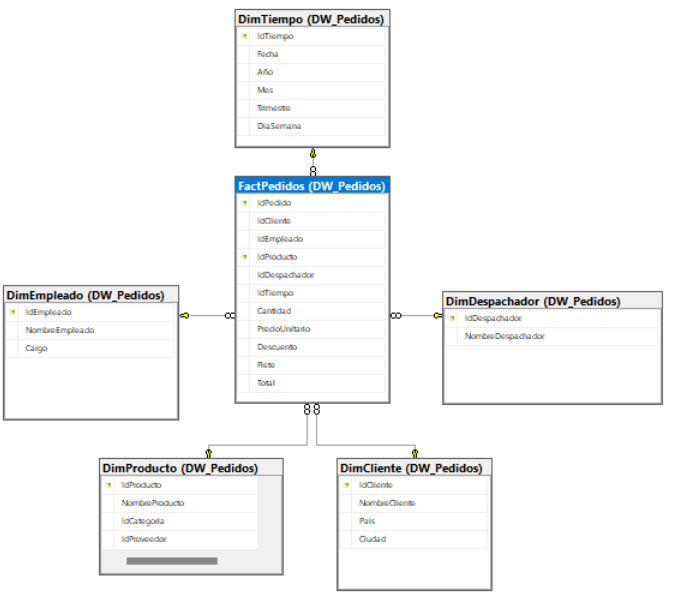 DimTiempo (DW_Pedidos)
IdTiempo
Fecha
Año
Mes
Trimestre
DiaSemana
FactPedidos (DW_Pedidos)
IdPedido
IdCliente
IdEmpleado
IdProducto
IdDespachador
IdTiempo
Cantidad
PrecioUnitario
Descuento
Flete
Total
DimEmpleado (DW_Pedidos)
IdEmpleado
NombreEmpleado
Cargo
DimDespachador (DW_Pedidos)
IdDespachador
NombreDespachador
DimProducto (DW_Pedidos)
IdProducto
NombreProducto
IdCategoria
IdProveedor
DimCliente (DW_Pedidos)
IdCliente
NombreCliente
Pais
Ciudad